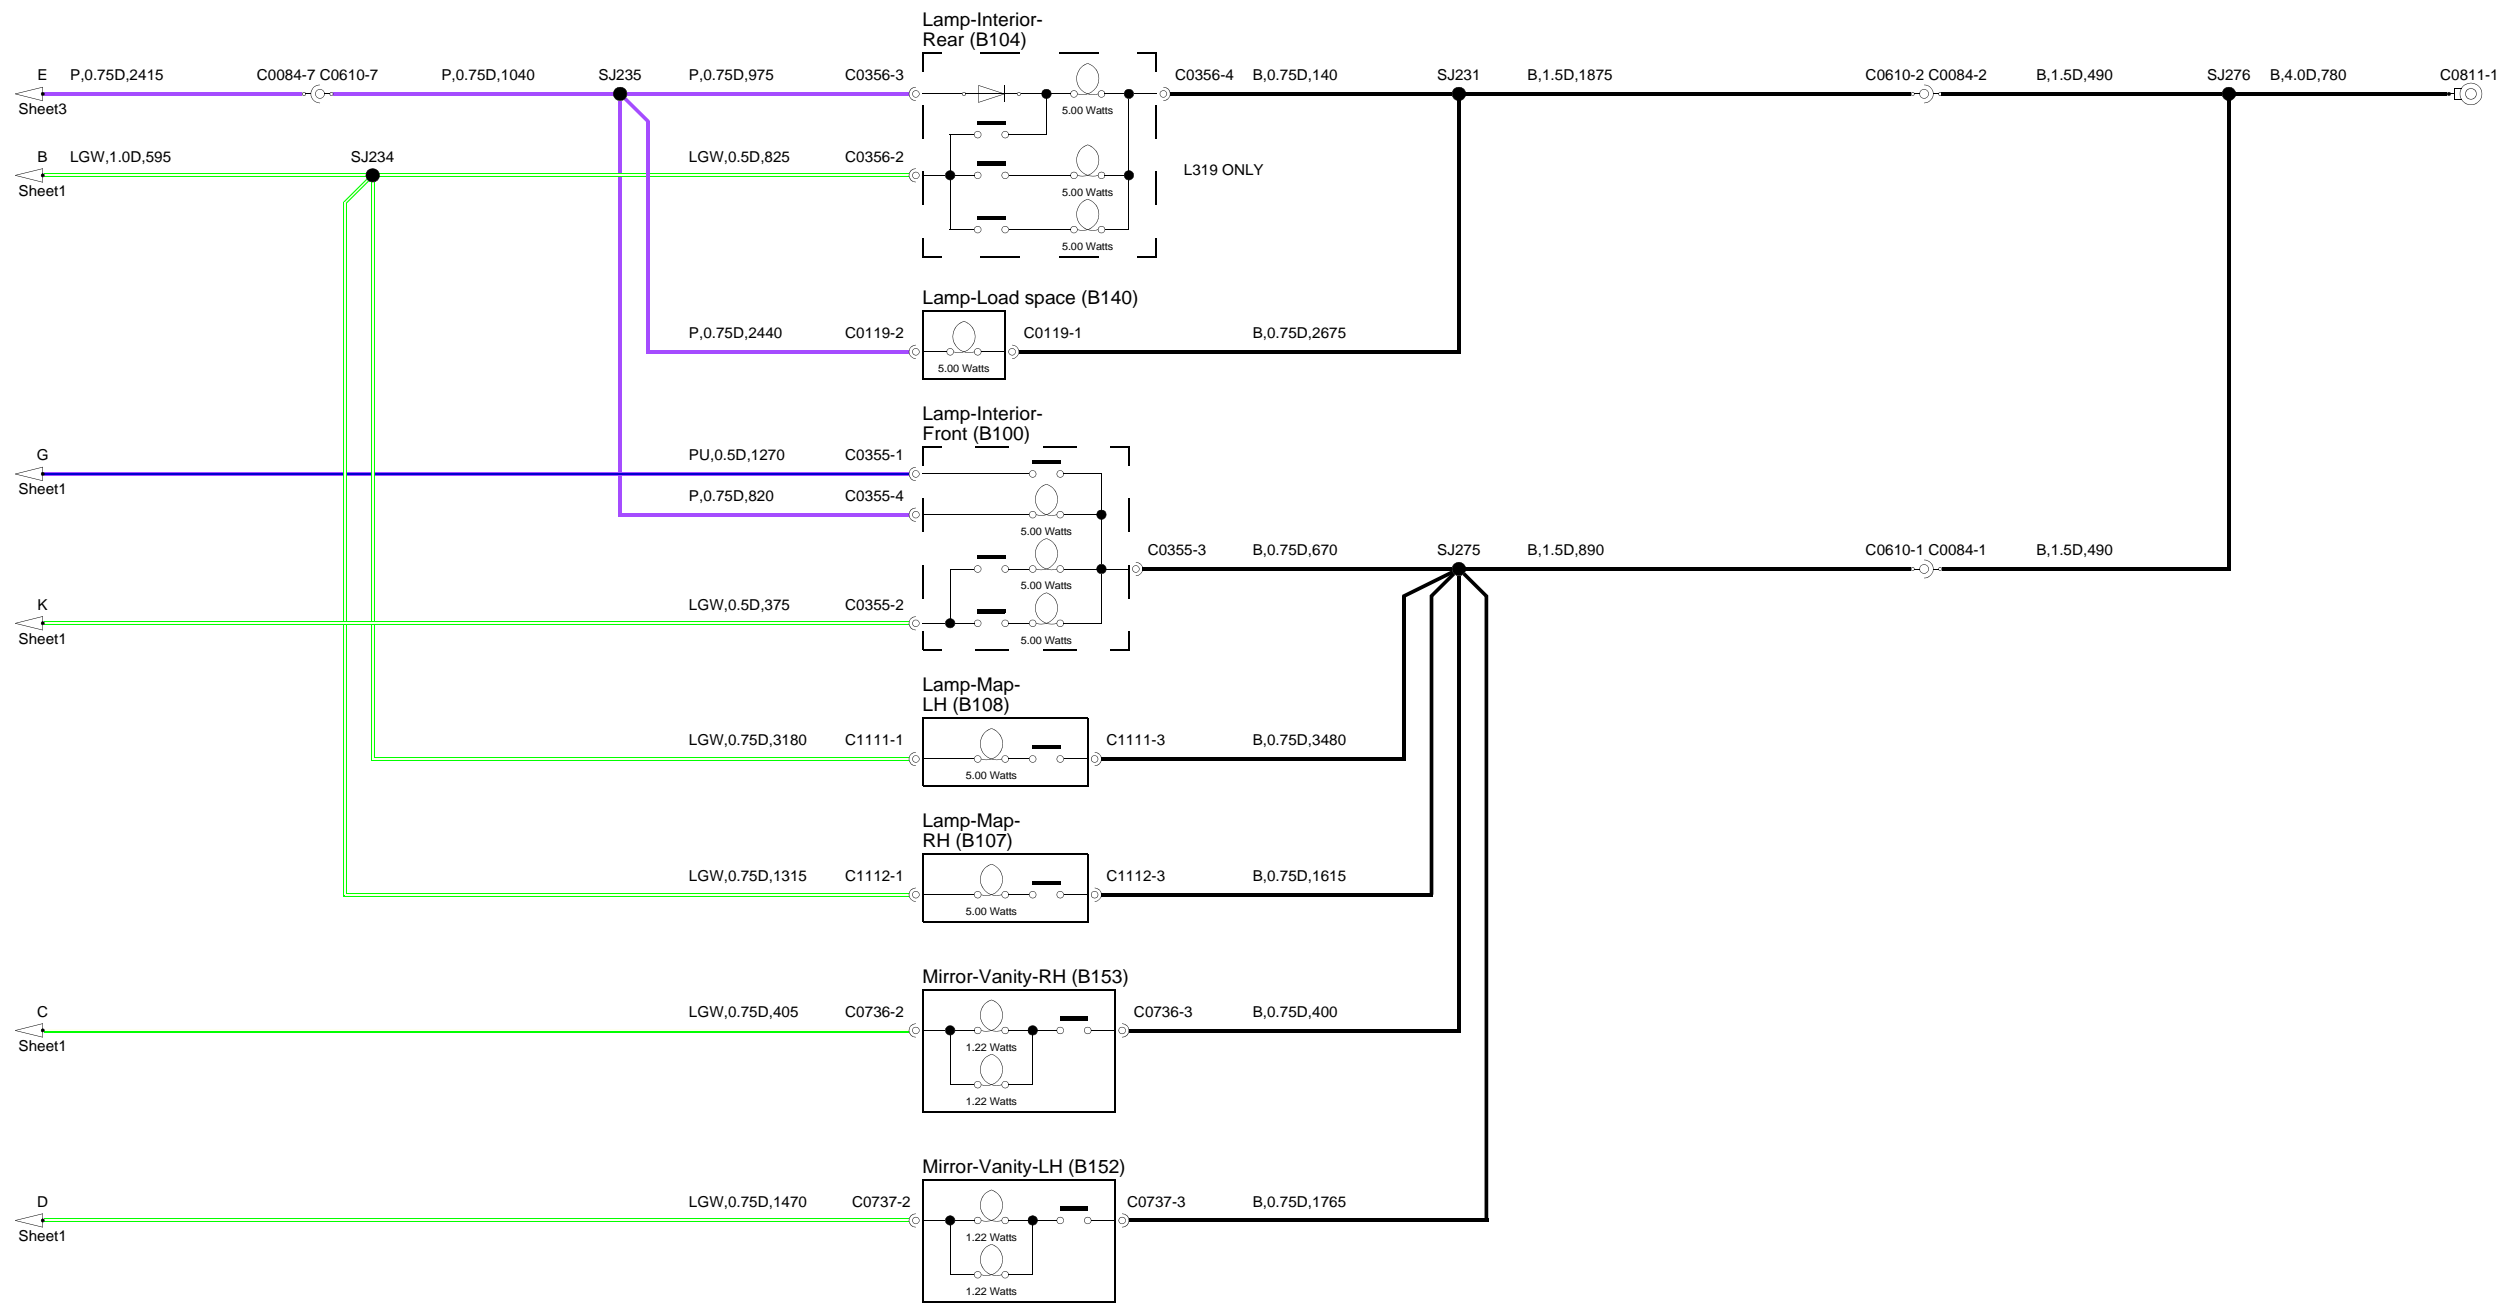 Lamp-Interior-
Rear (B104)
E P,0.75D,2415 C0084-7 C0610-7 P,0.75D,1040 SJ235 P,0.75D,975 C0356-3 C0356-4 B,0.75D,140 SJ231 B,1.5D,1875 C0610-2 C0084-2 B,1.5D,490 SJ276 B,4.0D,780 C0811-1
Sheet3
5.00 Watts
B LGW,1.0D,595 SJ234 LGW,0.5D,825 C0356-2
L319 ONLY
Sheet1
5.00 Watts
5.00 Watts
Lamp-Load space (B140)
P,0.75D,2440 C0119-2 C0119-1 B,0.75D,2675
5.00 Watts
Lamp-Interior-
Front (B100)
G PU,0.5D,1270 C0355-1
Sheet1
P,0.75D,820 C0355-4
5.00 Watts
C0355-3 B,0.75D,670 SJ275 B,1.5D,890 C0610-1 C0084-1 B,1.5D,490
5.00 Watts
K LGW,0.5D,375 C0355-2
Sheet1
5.00 Watts
Lamp-Map-
LH (B108)
LGW,0.75D,3180 C1111-1 C1111-3 B,0.75D,3480
5.00 Watts
Lamp-Map-
RH (B107)
LGW,0.75D,1315 C1112-1 C1112-3 B,0.75D,1615
5.00 Watts
Mirror-Vanity-RH (B153)
C LGW,0.75D,405 C0736-2 C0736-3 B,0.75D,400
Sheet1
1.22 Watts
1.22 Watts
Mirror-Vanity-LH (B152)
D LGW,0.75D,1470 C0737-2 C0737-3 B,0.75D,1765
Sheet1
1.22 Watts
1.22 Watts